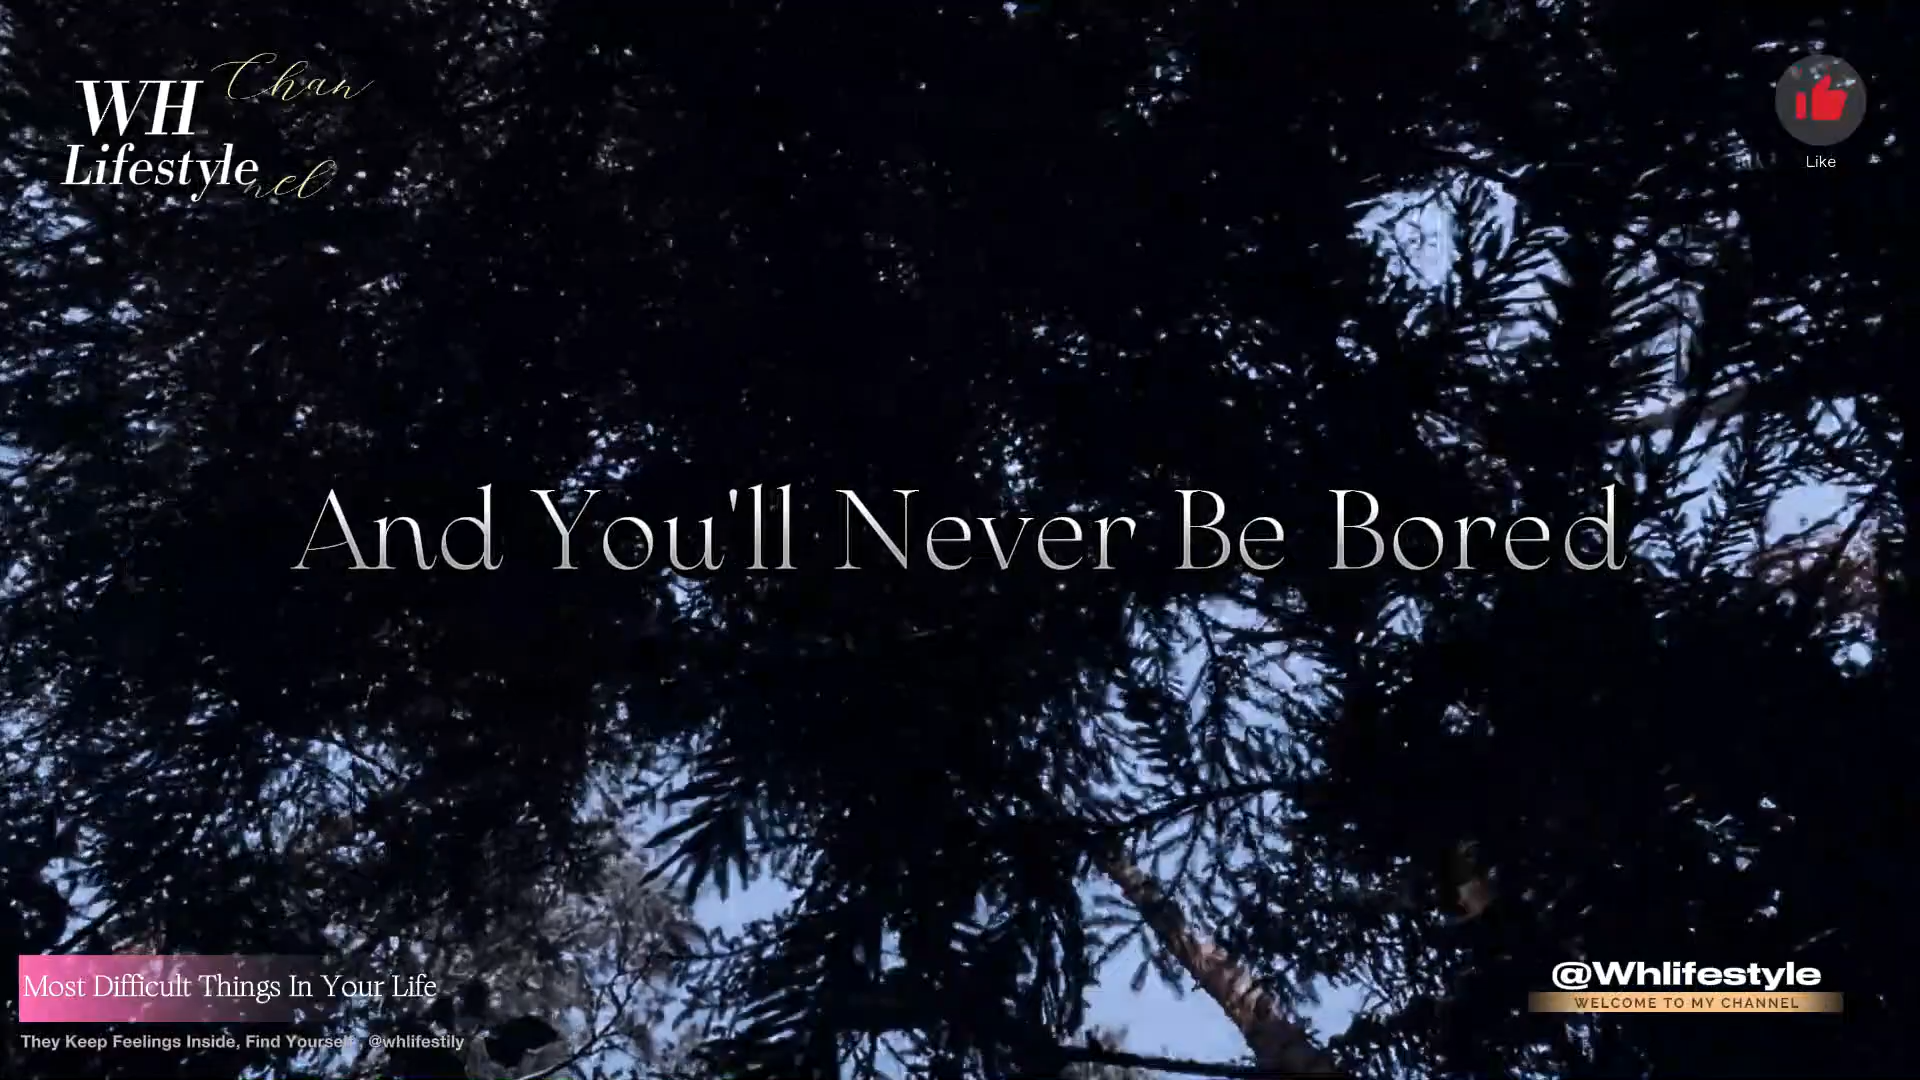 WH Chan
Lifestyle nel
Like
And You'll Never Be Bored
Most Difficult Things In Your Life
They Keep Feelings Inside, Find Yourself @whlifestily
@Whlifestyle
WELCOME TO MY CHANNEL